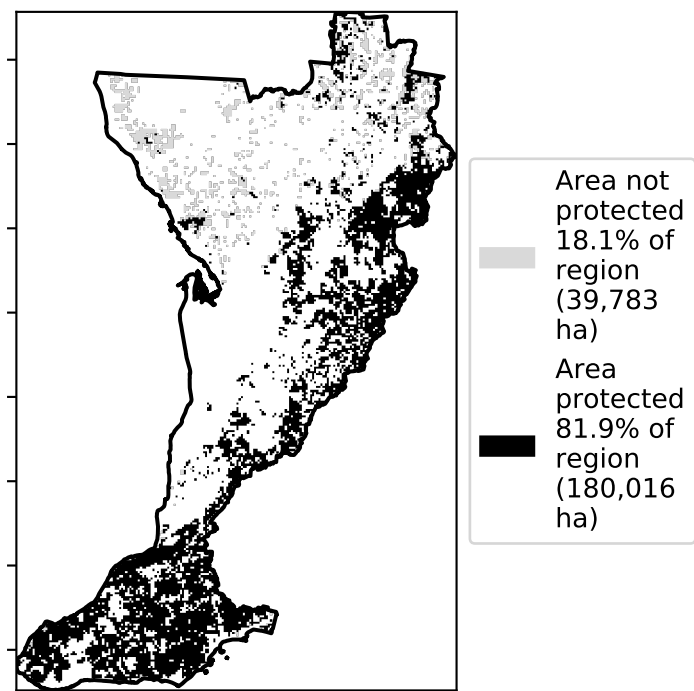 Area not
protected
18.1% of
region
(39,783
ha)
Area
protected
81.9% of
region
(180,016
ha)